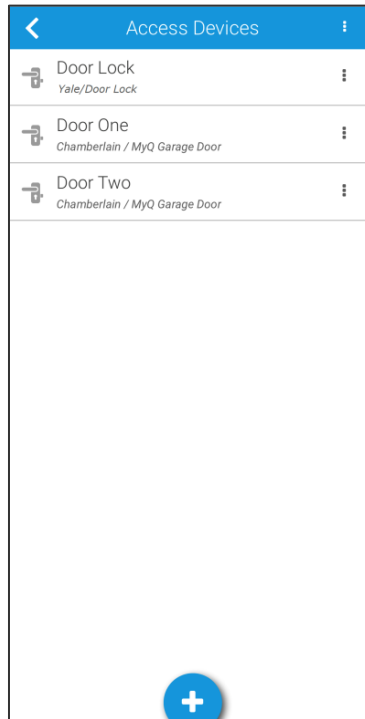 Access Devices
Door Lock
Yale/Door Lock
Door One
Chamberlain / MyQ Garage Door
Door Two
Chamberlain / MyQ Garage Door